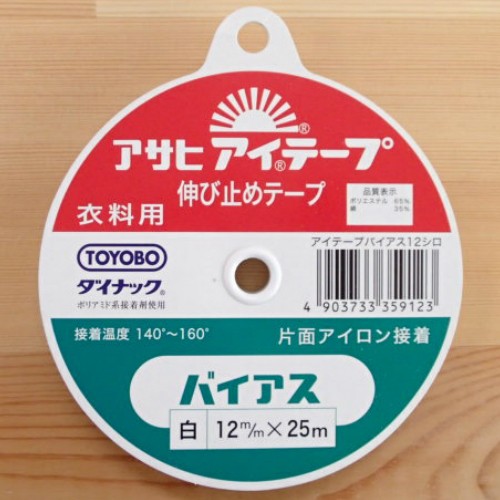 アサヒ アイ®テープ®
伸び止めテープ
衣料用
品質表示
ポリエステル 65%
綿 35%
TOYOBO
ダイナック®
ポリアミド系接着剤使用
アイテープバイアス12シロ
4 903733 359123
接着温度 140°～160°
片面アイロン接着
バイアス
白 12m/m×25m